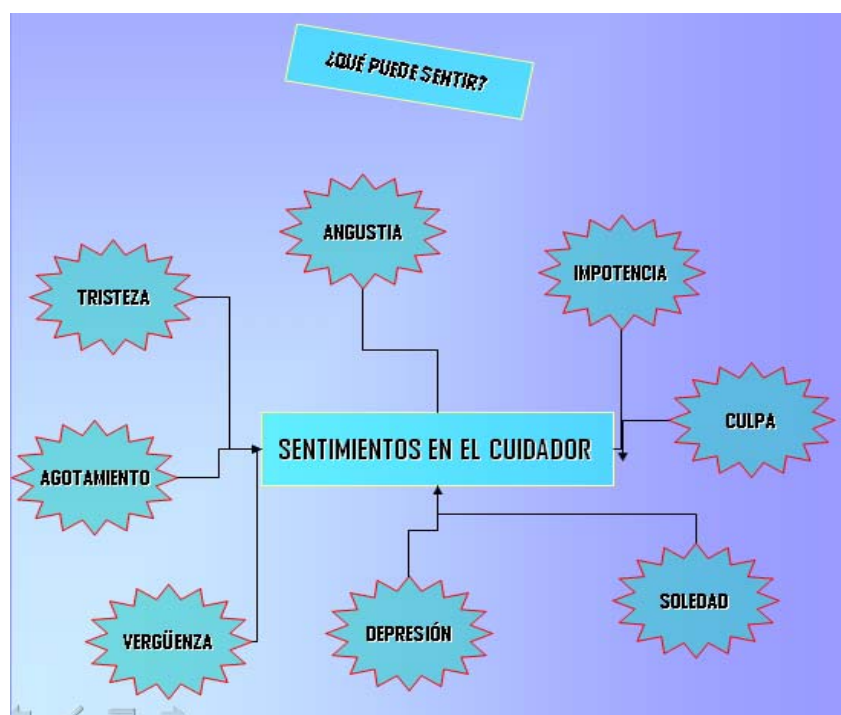 ¿QUÉ PUEDE SENTIR?
ANGUSTIA
IMPOTENCIA
TRISTEZA
CULPA
SENTIMIENTOS EN EL CUIDADOR
AGOTAMIENTO
SOLEDAD
DEPRESIÓN
VERGÜENZA